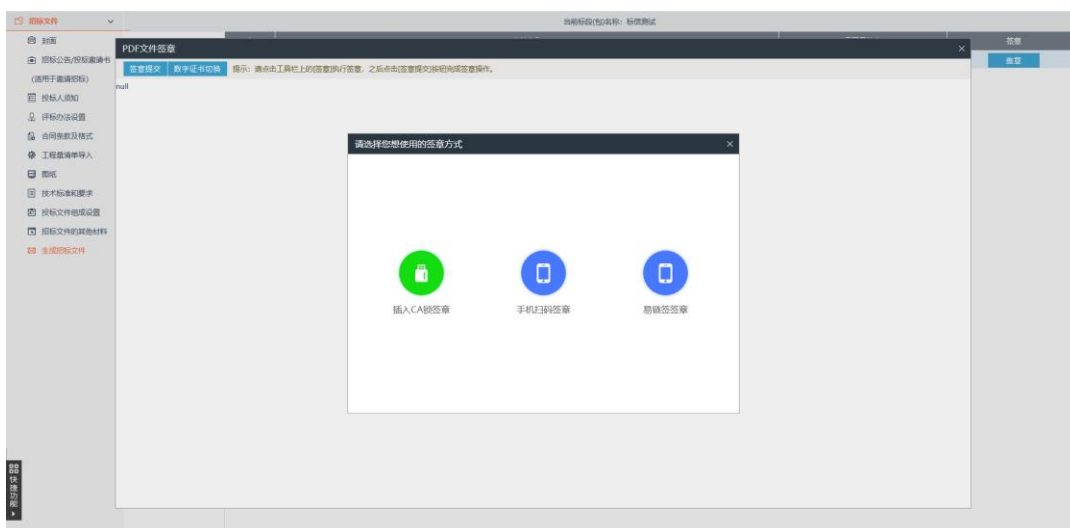 招标文件
当前标段(包)名称：标信测试
封面
签章
招标公告/投标邀请书
（适用于邀请招标）
投标人须知
评标办法设置
合同条款及格式
工程量清单导入
图纸
技术标准和要求
投标文件组成设置
招标文件的其他材料
生成招标文件
PDF文件签章
签章提交
数字证书切换
提示：请点击工具栏上的[签章]执行签章，之后点击[签章提交]按钮完成签章操作。
null
请选择您想使用的签章方式
插入CA锁签章
手机扫码签章
易链签签章
快捷功能